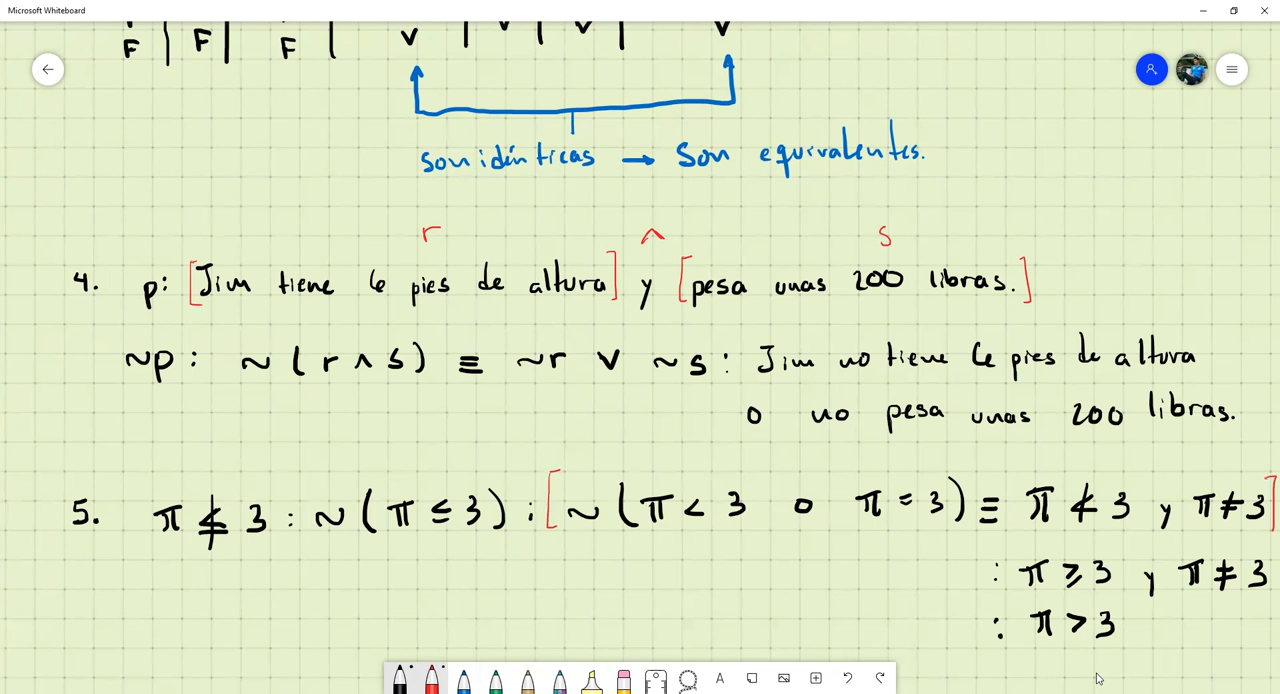 Microsoft Whiteboard
F | F | F | V | | | V
son idénticas → Son equivalentes.
r ^ s
4. p: [Jim tiene 6 pies de altura] y [pesa unas 200 libras.]
~p: ~(r ∧ s) ≡ ~r ∨ ~s: Jim no tiene 6 pies de altura
o no pesa unas 200 libras.
5. π ≰ 3 : ~(π ≤ 3) ; [~(π < 3 o π = 3) ≡ π ≮ 3 y π ≠ 3]
: π ≥ 3 y π ≠ 3
: π > 3
A